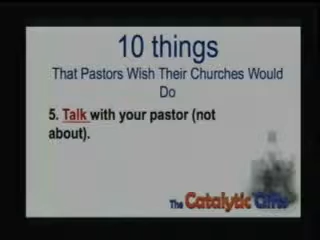 10 things
That Pastors Wish Their Churches Would
Do
5. Talk with your pastor (not
about).
The Catalytic Gifts